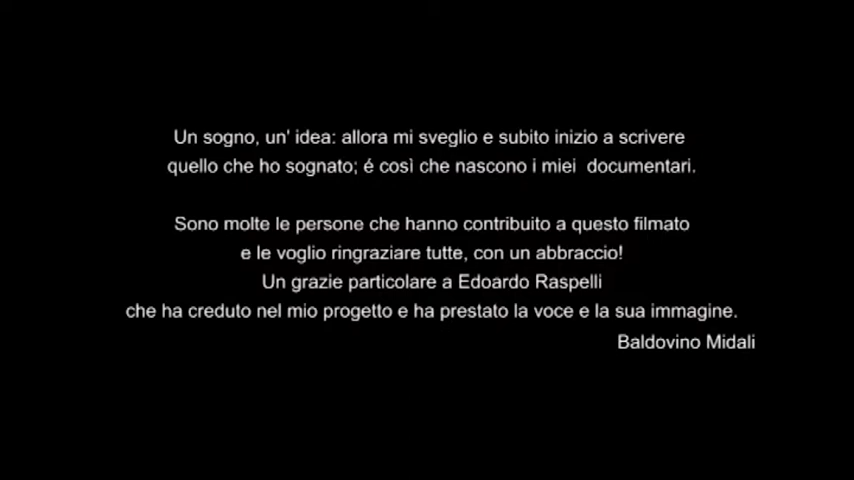 Un sogno, un' idea: allora mi sveglio e subito inizio a scrivere
quello che ho sognato; é così che nascono i miei  documentari.
Sono molte le persone che hanno contribuito a questo filmato
e le voglio ringraziare tutte, con un abbraccio!
Un grazie particolare a Edoardo Raspelli
che ha creduto nel mio progetto e ha prestato la voce e la sua immagine.
Baldovino Midali